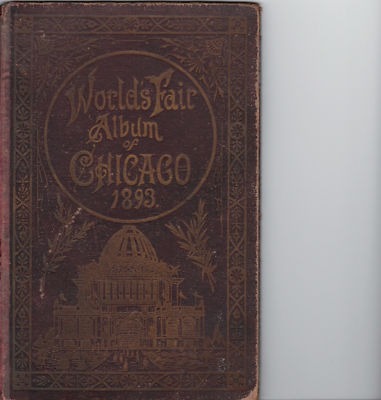 World's Fair
Album
of
CHICAGO
1893.